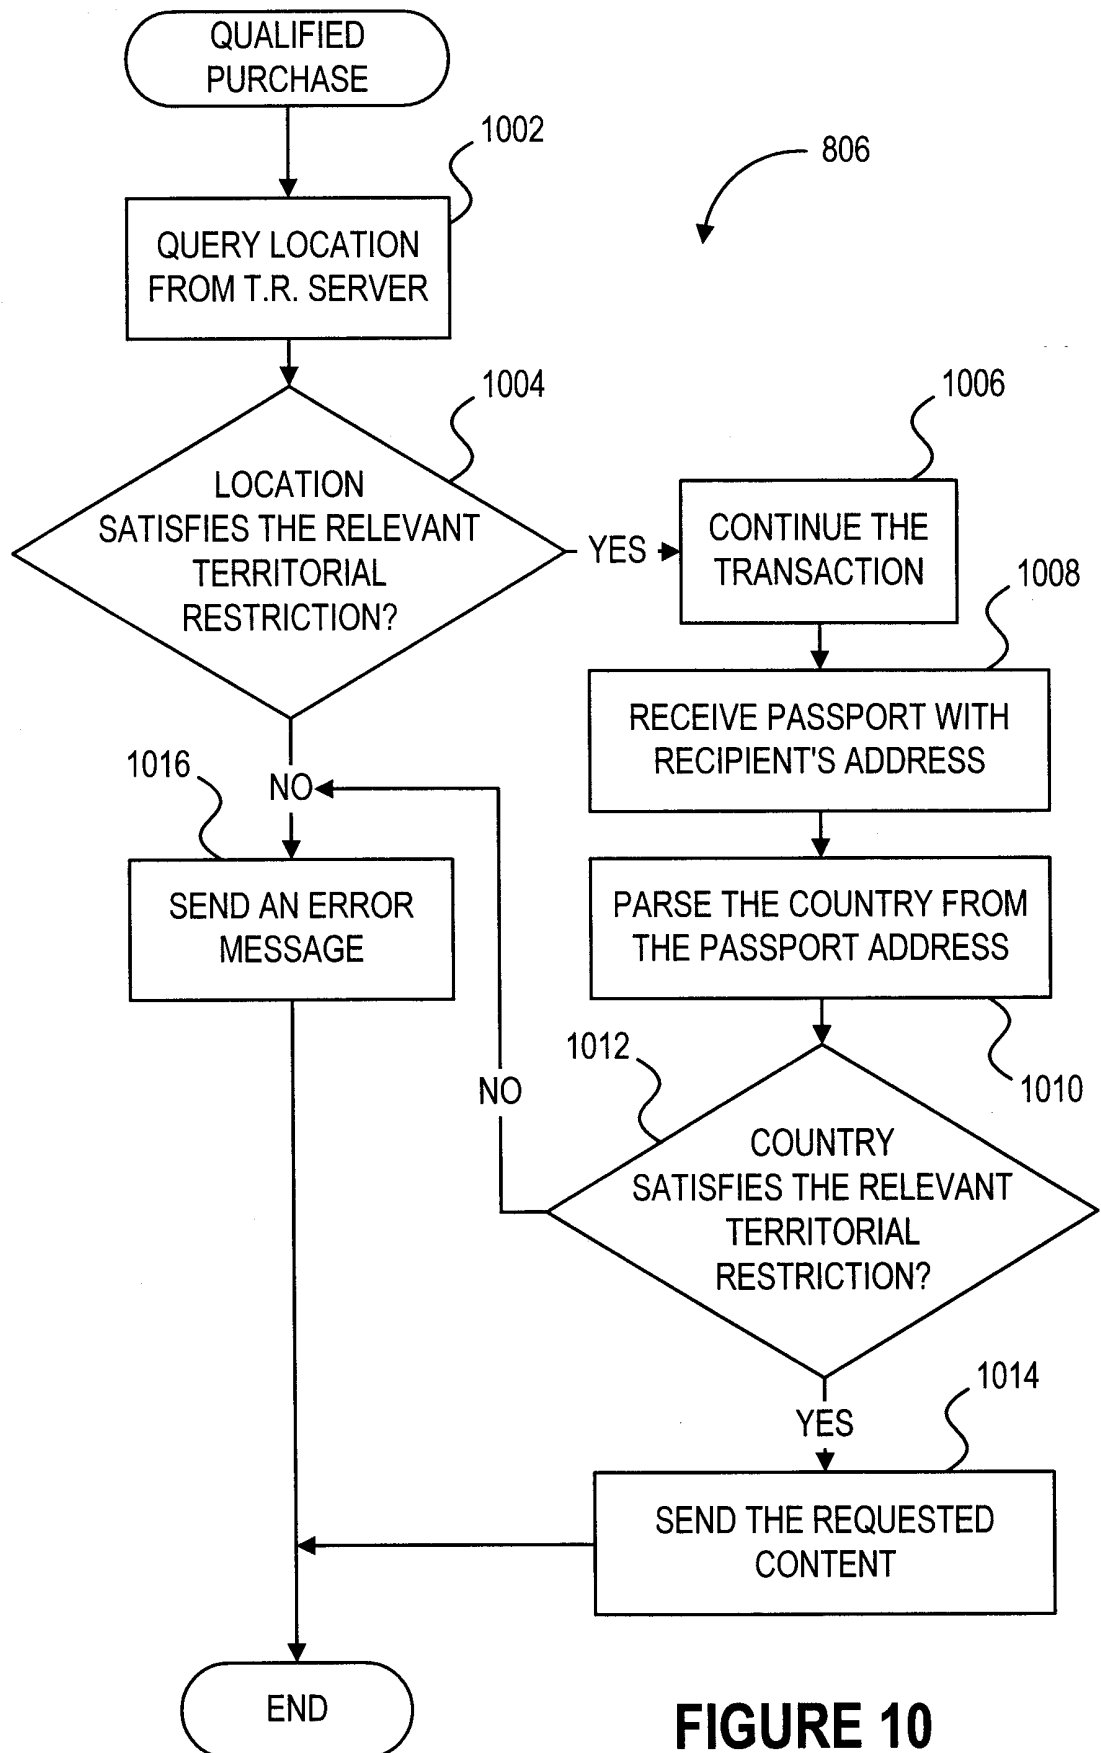 QUALIFIED
PURCHASE
1002
806
QUERY LOCATION
FROM T.R. SERVER
1004
1006
LOCATION
SATISFIES THE RELEVANT
TERRITORIAL
RESTRICTION?
YES
CONTINUE THE
TRANSACTION
1008
RECEIVE PASSPORT WITH
RECIPIENT'S ADDRESS
1016
NO
SEND AN ERROR
MESSAGE
PARSE THE COUNTRY FROM
THE PASSPORT ADDRESS
1012
NO
1010
COUNTRY
SATISFIES THE RELEVANT
TERRITORIAL
RESTRICTION?
1014
YES
SEND THE REQUESTED
CONTENT
END
FIGURE 10